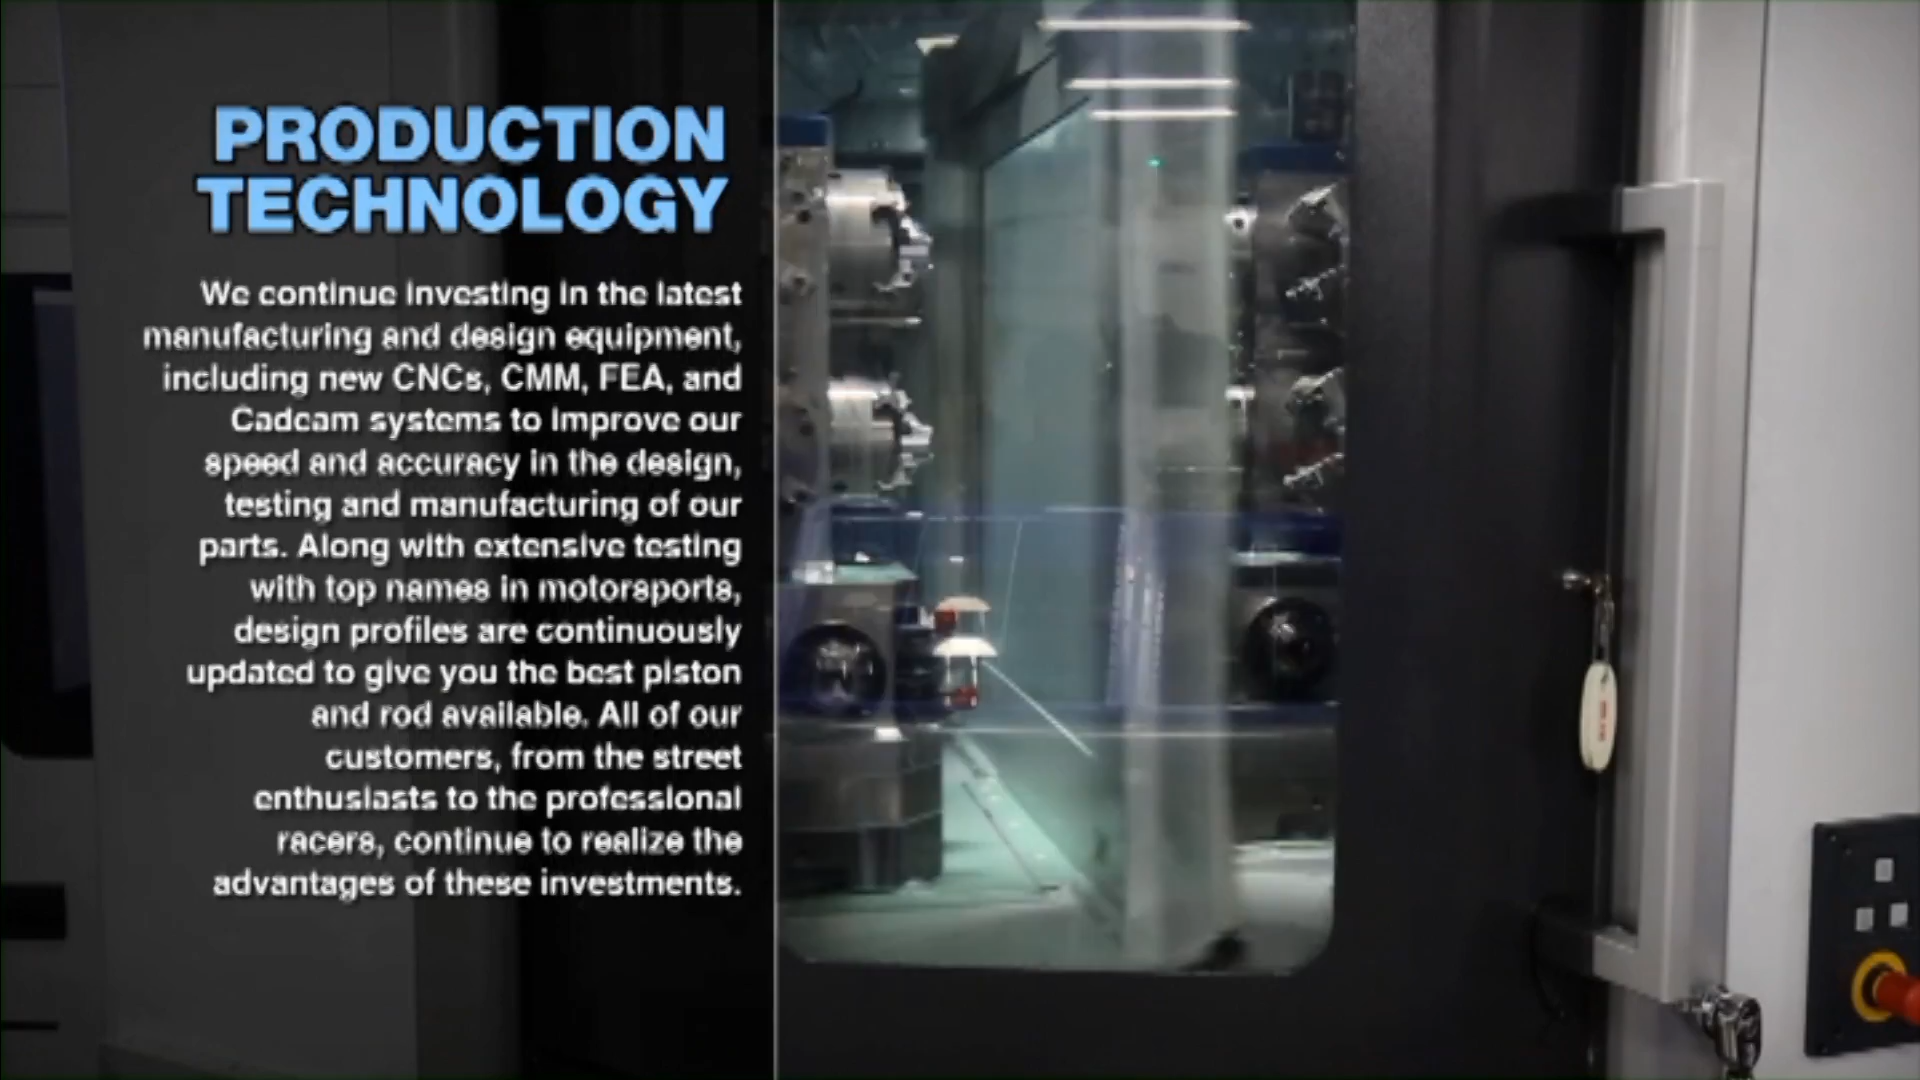 PRODUCTION
TECHNOLOGY
We continue investing in the latest
manufacturing and design equipment,
including new CNCs, CMM, FEA, and
Cadcam systems to improve our
speed and accuracy in the design,
testing and manufacturing of our
parts. Along with extensive testing
with top names in motorsports,
design profiles are continuously
updated to give you the best piston
and rod available. All of our
customers, from the street
enthusiasts to the professional
racers, continue to realize the
advantages of these investments.